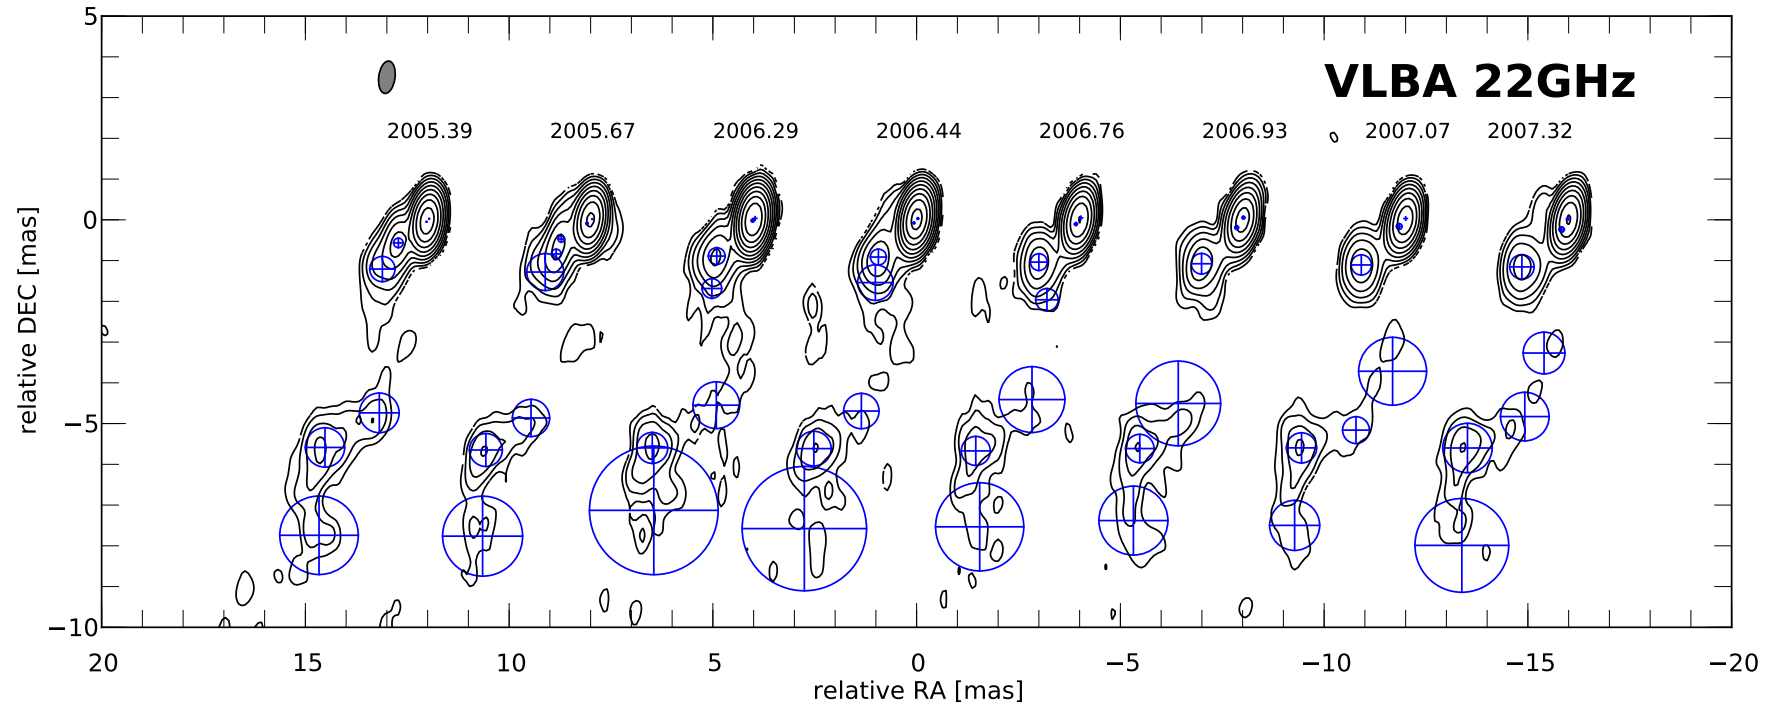 VLBA 22GHz
2005.39 2005.67 2006.29 2006.44 2006.76 2006.93 2007.07 2007.32
5
0
−5
−10
relative DEC [mas]
20 15 10 5 0 −5 −10 −15 −20
relative RA [mas]